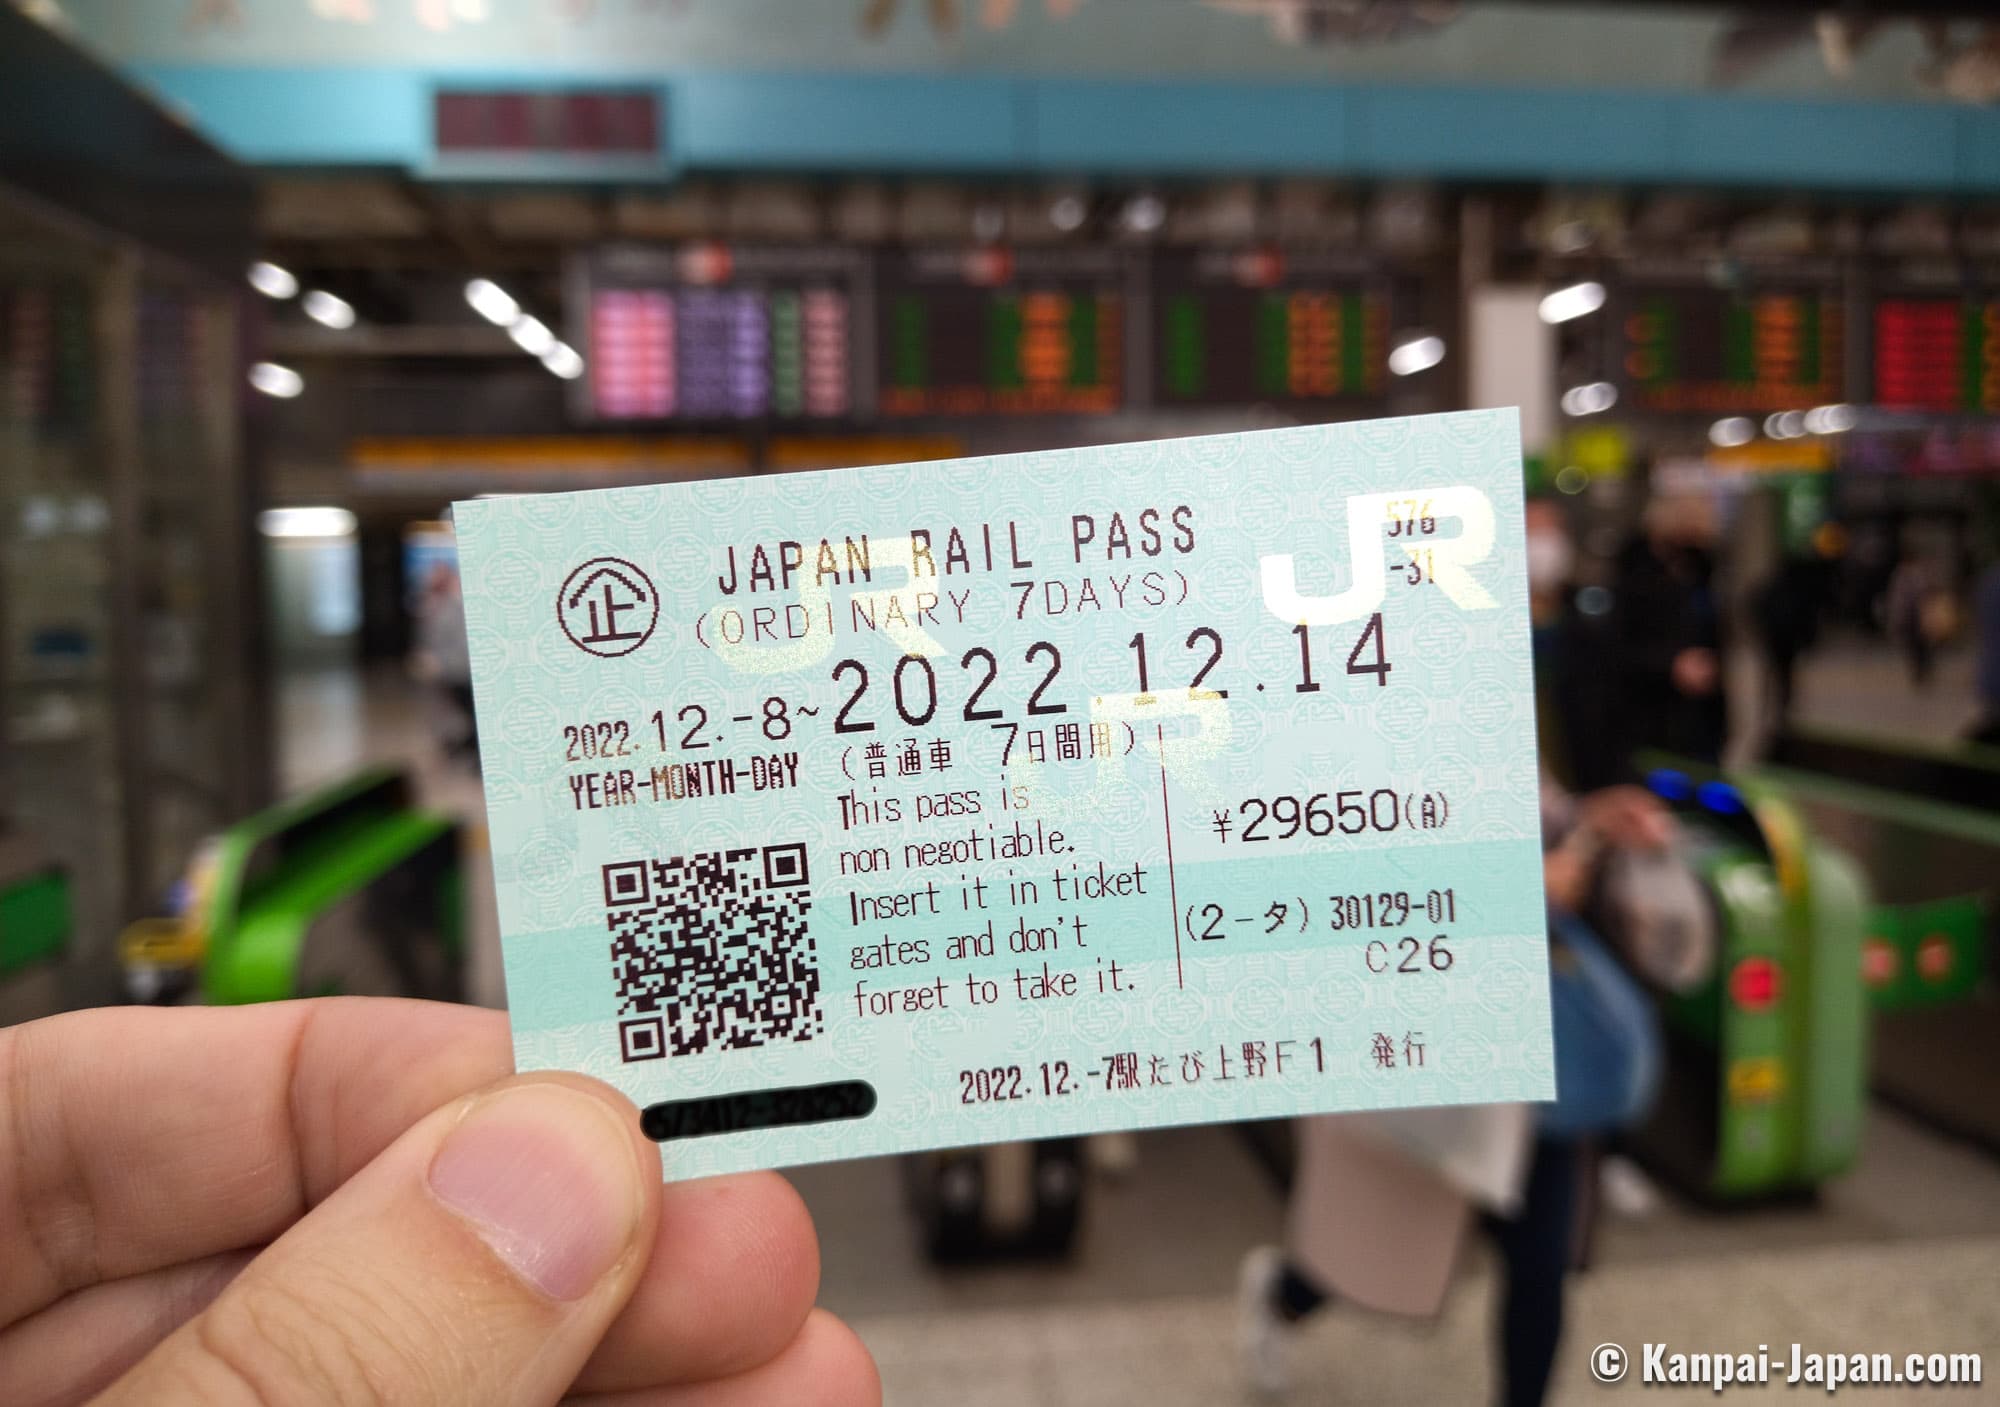 企 JAPAN RAIL PASS
(ORDINARY 7DAYS)
JR
576
-31
2022.12.-8~2022.12.14
YEAR-MONTH-DAY
(普通車 7日間用)
This pass is
non negotiable.
Insert it in ticket
gates and don't
forget to take it.
¥29650(A)
(2-タ) 30129-01
C26
2022.12.-7駅たび上野F1 発行
© Kanpai-Japan.com